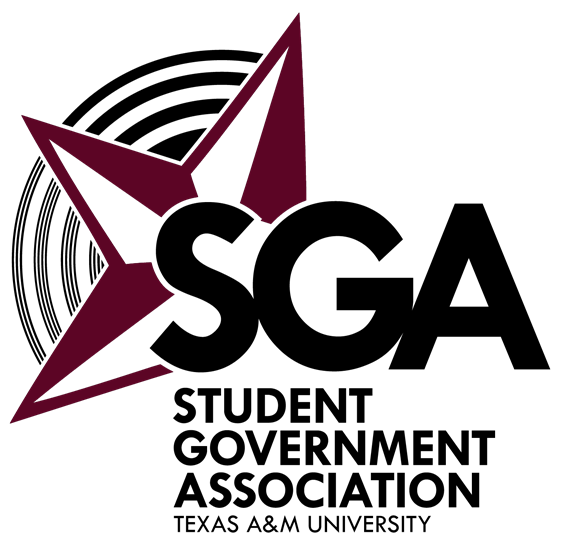 SGA
STUDENT
GOVERNMENT
ASSOCIATION
TEXAS A&M UNIVERSITY